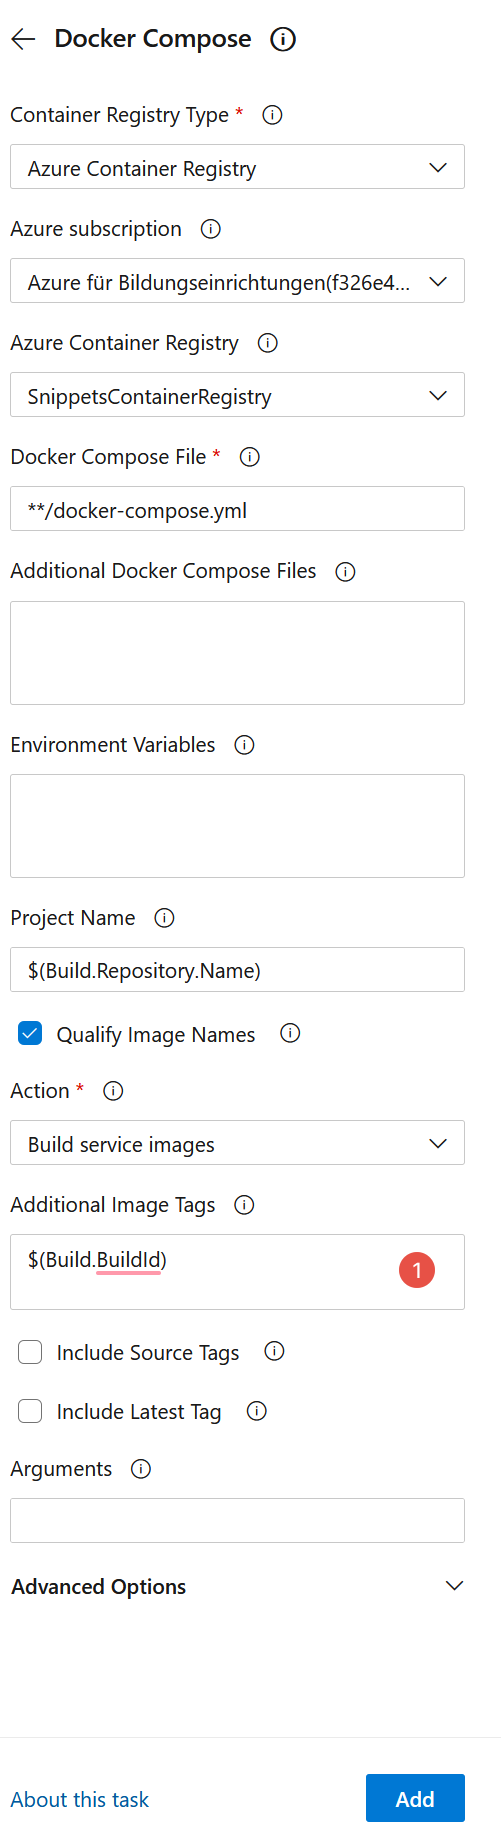 Docker Compose
Container Registry Type *
Azure Container Registry
Azure subscription
Azure für Bildungseinrichtungen(f326e4...
Azure Container Registry
SnippetsContainerRegistry
Docker Compose File *
**/docker-compose.yml
Additional Docker Compose Files
Environment Variables
Project Name
$(Build.Repository.Name)
Qualify Image Names
Action *
Build service images
Additional Image Tags
$(Build.BuildId)
1
Include Source Tags
Include Latest Tag
Arguments
Advanced Options
About this task
Add